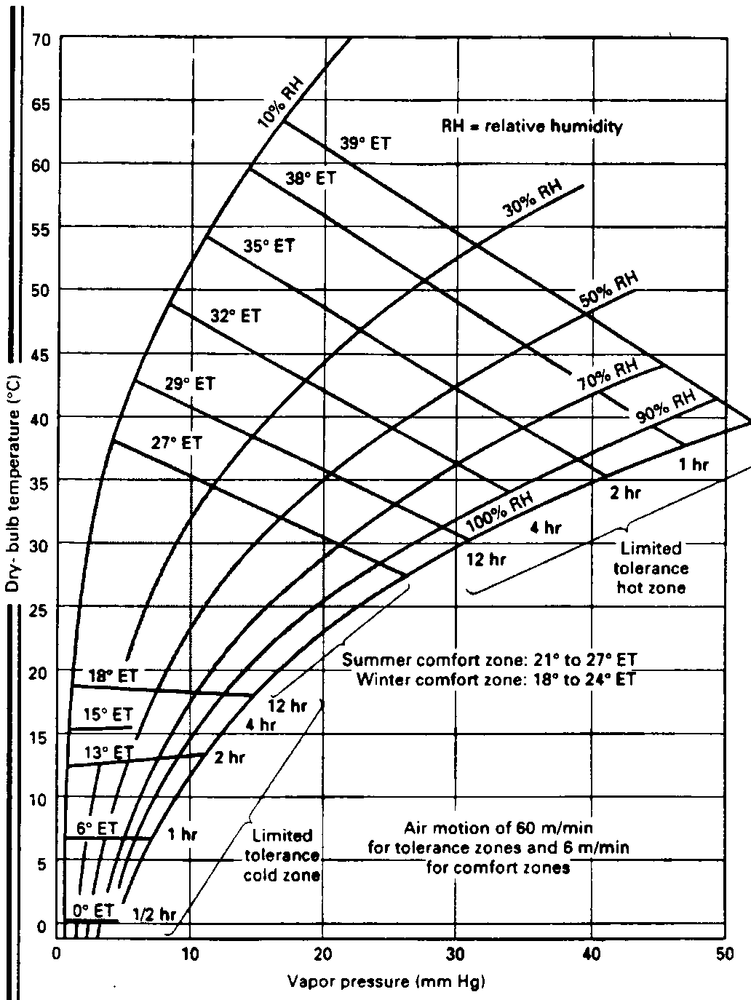 70
65
60
55
50
45
40
35
30
25
20
15
10
5
0
Dry- bulb temperature (°C)
10% RH
RH = relative humidity
39° ET
38° ET
30% RH
35° ET
50% RH
32° ET
70% RH
29° ET
90% RH
27° ET
1 hr
2 hr
100% RH
4 hr
12 hr
Limited
tolerance
hot zone
Summer comfort zone: 21° to 27° ET
Winter comfort zone: 18° to 24° ET
18° ET
12 hr
15° ET
4 hr
13° ET
2 hr
6° ET
1 hr
Limited
tolerance
cold zone
Air motion of 60 m/min
for tolerance zones and 6 m/min
for comfort zones
0° ET
1/2 hr
0
10
20
30
40
50
Vapor pressure (mm Hg)